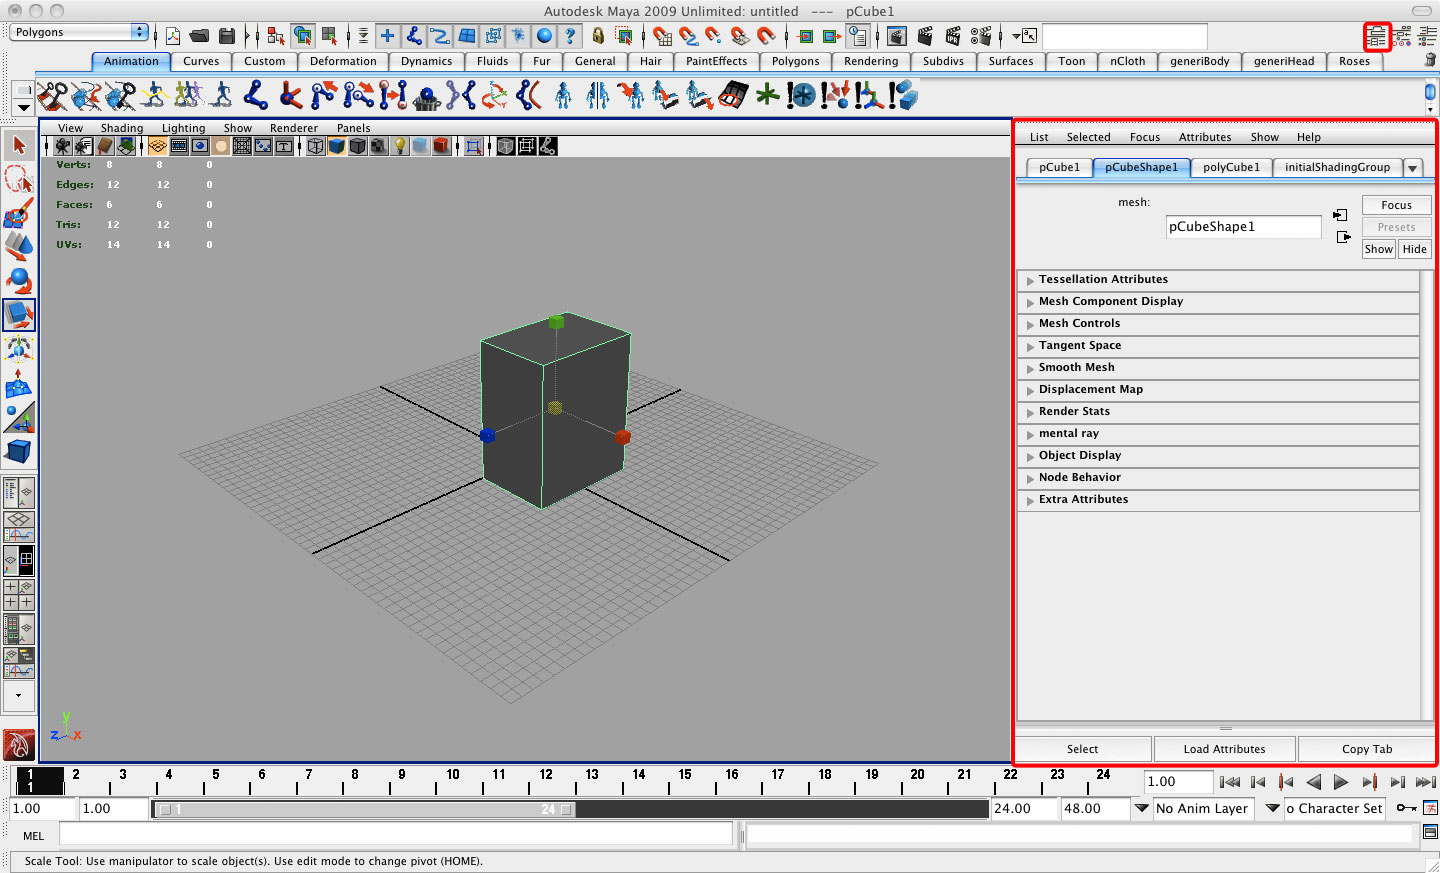 Autodesk Maya 2009 Unlimited: untitled --- pCube1
Polygons
Animation Curves Custom Deformation Dynamics Fluids Fur General Hair PaintEffects Polygons Rendering Subdivs Surfaces Toon nCloth generiBody generiHead Roses
View Shading Lighting Show Renderer Panels
Verts: 8 8 0
Edges: 12 12 0
Faces: 6 6 0
Tris: 12 12 0
UVs: 14 14 0
y
z x
List Selected Focus Attributes Show Help
pCube1 pCubeShape1 polyCube1 initialShadingGroup
mesh:
pCubeShape1
Focus
Presets
Show Hide
Tessellation Attributes
Mesh Component Display
Mesh Controls
Tangent Space
Smooth Mesh
Displacement Map
Render Stats
mental ray
Object Display
Node Behavior
Extra Attributes
Select Load Attributes Copy Tab
1 2 3 4 5 6 7 8 9 10 11 12 13 14 15 16 17 18 19 20 21 22 23 24
1
1.00
1.00 1.00 1 24 24.00 48.00 No Anim Layer o Character Set
MEL
Scale Tool: Use manipulator to scale object(s). Use edit mode to change pivot (HOME).